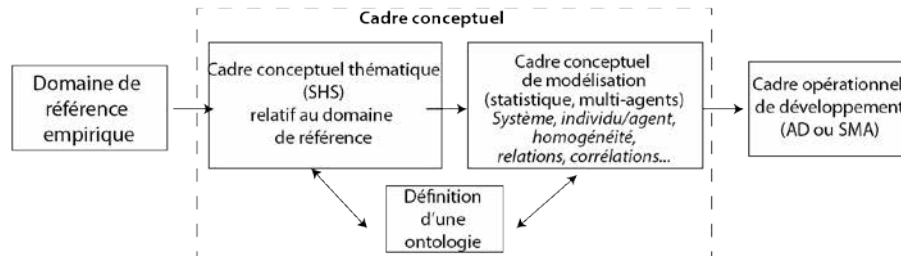 Cadre conceptuel
Domaine de
référence
empirique
Cadre conceptuel thématique
(SHS)
relatif au domaine
de référence
Cadre conceptuel
de modélisation
(statistique, multi-agents)
Système, individu/agent,
homogénéité,
relations, corrélations...
Cadre opérationnel
de développement
(AD ou SMA)
Définition
d'une
ontologie